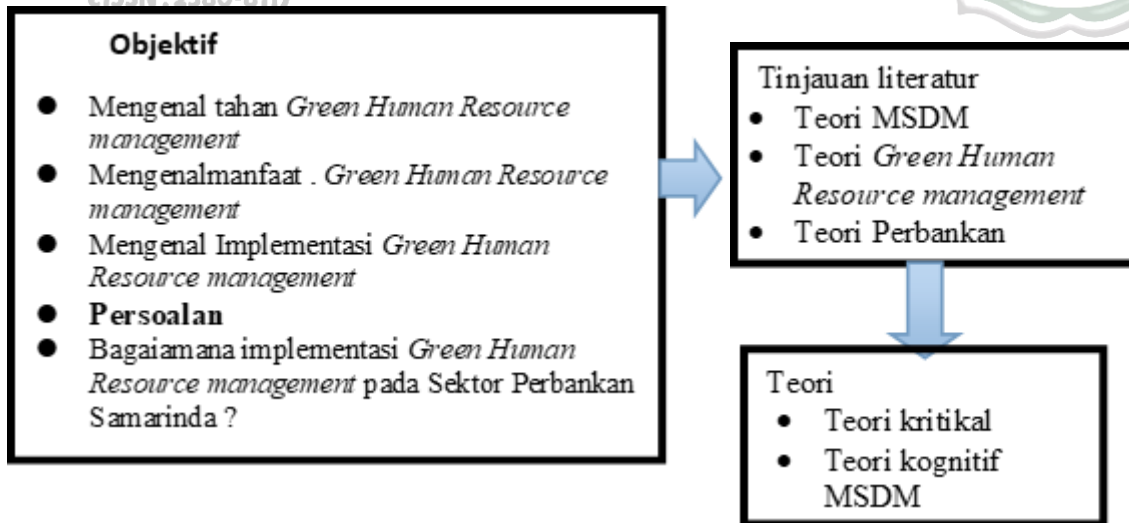 Objektif
● Mengenal tahan Green Human Resource
management
● Mengenalmanfaat . Green Human Resource
management
● Mengenal Implementasi Green Human
Resource management
● Persoalan
● Bagaiamana implementasi Green Human
Resource management pada Sektor Perbankan
Samarinda ?
Tinjauan literatur
• Teori MSDM
• Teori Green Human
Resource management
• Teori Perbankan
Teori
• Teori kritikal
• Teori kognitif
MSDM